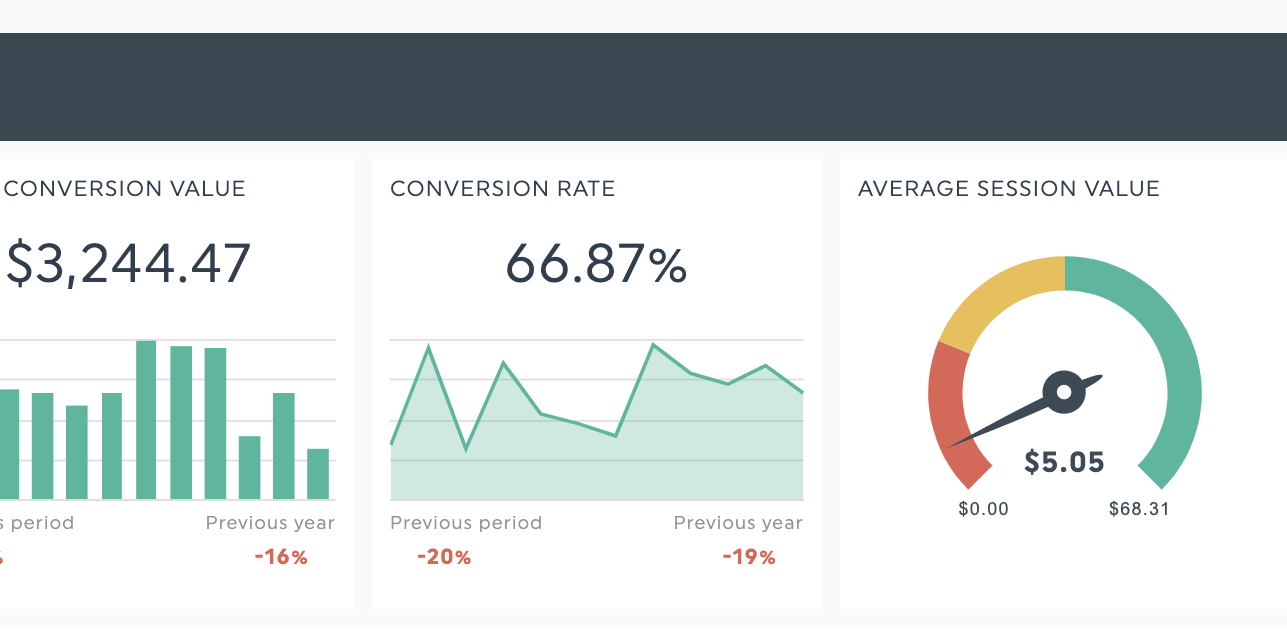 CONVERSION VALUE
$3,244.47
period
Previous year
-16%
CONVERSION RATE
66.87%
Previous period
Previous year
-20%
-19%
AVERAGE SESSION VALUE
$5.05
$0.00
$68.31